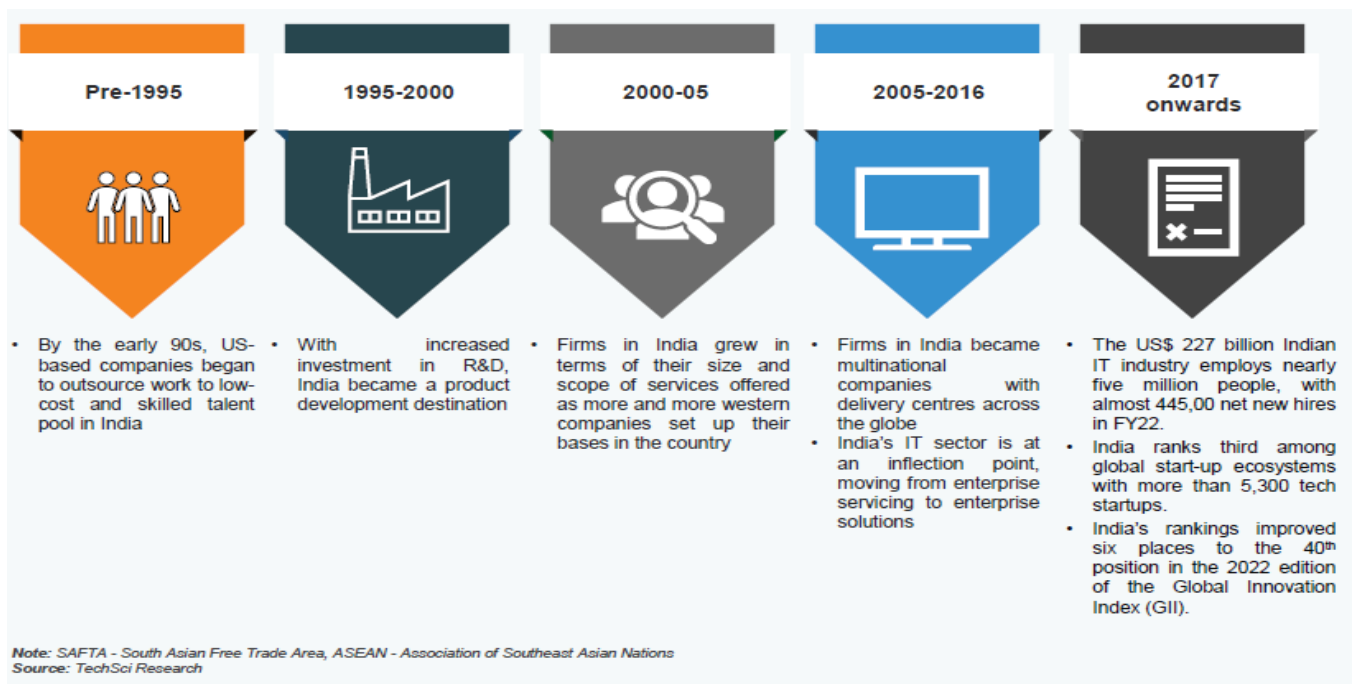 Pre-1995
1995-2000
2000-05
2005-2016
2017
onwards
• By the early 90s, US-
based companies began
to outsource work to low-
cost and skilled talent
pool in India
• With increased
investment in R&D,
India became a product
development destination
• Firms in India grew in
terms of their size and
scope of services offered
as more and more western
companies set up their
bases in the country
• Firms in India became
multinational
companies with
delivery centres across
the globe
• India's IT sector is at
an inflection point,
moving from enterprise
servicing to enterprise
solutions
• The US$ 227 billion Indian
IT industry employs nearly
five million people, with
almost 445,00 net new hires
in FY22.
• India ranks third among
global start-up ecosystems
with more than 5,300 tech
startups.
• India's rankings improved
six places to the 40th
position in the 2022 edition
of the Global Innovation
Index (GII).
Note: SAFTA - South Asian Free Trade Area, ASEAN - Association of Southeast Asian Nations
Source: TechSci Research